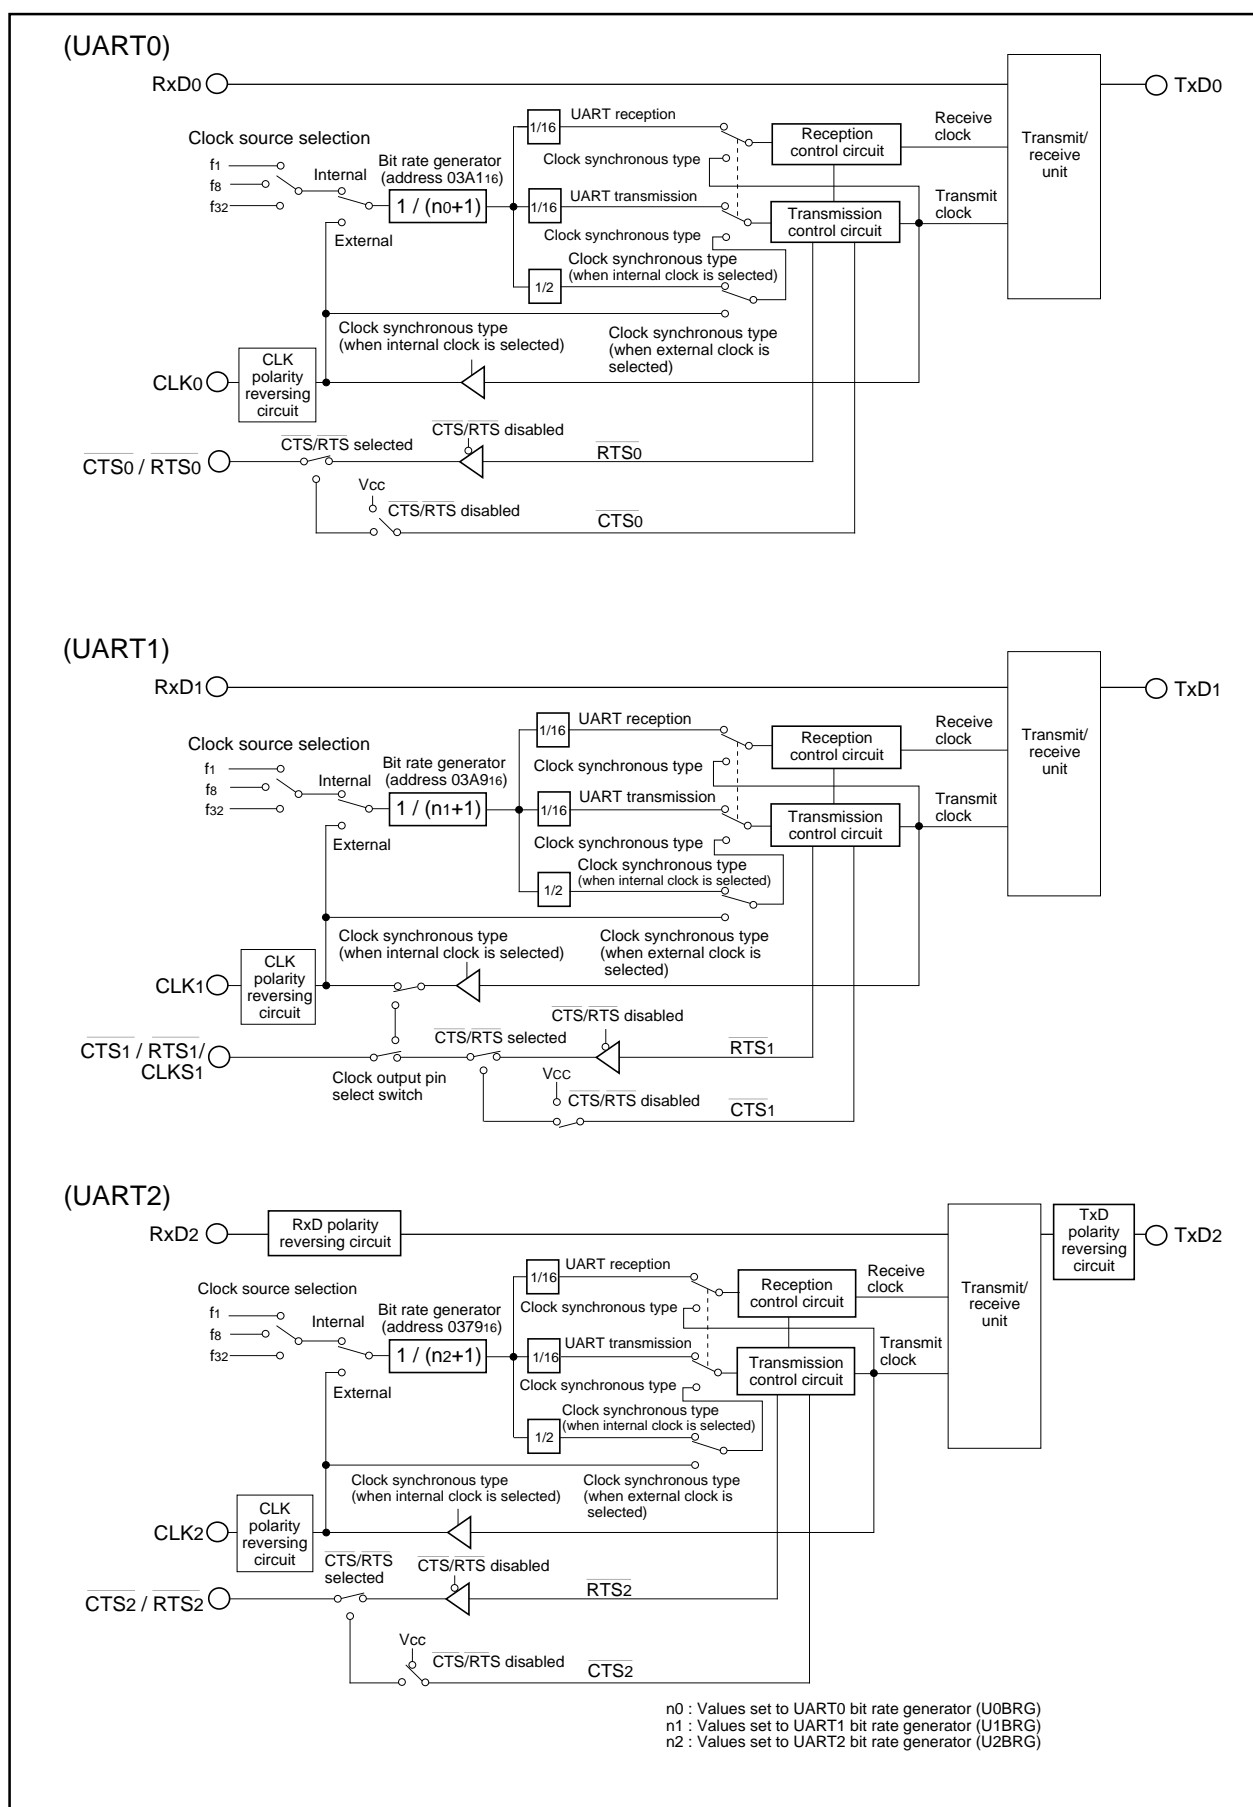 (UART0)
RxD0
TxD0
UART reception
1/16
Reception
control circuit
Receive
clock
Transmit/
receive
unit
Clock source selection
Clock synchronous type
f1
f8
f32
Internal
Bit rate generator
(address 03A116)
1 / (n0+1)
1/16
UART transmission
Transmission
control circuit
Transmit
clock
External
Clock synchronous type
Clock synchronous type
(when internal clock is selected)
1/2
Clock synchronous type
(when internal clock is selected)
Clock synchronous type
(when external clock is
selected)
CLK0
CLK
polarity
reversing
circuit
CTS/RTS selected
CTS/RTS disabled
CTS0 / RTS0
RTS0
Vcc
CTS/RTS disabled
CTS0
(UART1)
RxD1
TxD1
UART reception
1/16
Reception
control circuit
Receive
clock
Transmit/
receive
unit
Clock source selection
Clock synchronous type
f1
f8
f32
Internal
Bit rate generator
(address 03A916)
1 / (n1+1)
1/16
UART transmission
Transmission
control circuit
Transmit
clock
External
Clock synchronous type
Clock synchronous type
(when internal clock is selected)
1/2
Clock synchronous type
(when internal clock is selected)
Clock synchronous type
(when external clock is
selected)
CLK1
CLK
polarity
reversing
circuit
CTS/RTS disabled
CTS/RTS selected
CTS1 / RTS1/
CLKS1
RTS1
Clock output pin
select switch
VCC
CTS/RTS disabled
CTS1
(UART2)
RxD2
RxD polarity
reversing circuit
TxD
polarity
reversing
circuit
TxD2
UART reception
1/16
Reception
control circuit
Receive
clock
Transmit/
receive
unit
Clock source selection
Clock synchronous type
f1
f8
f32
Internal
Bit rate generator
(address 037916)
1 / (n2+1)
1/16
UART transmission
Transmission
control circuit
Transmit
clock
External
Clock synchronous type
Clock synchronous type
(when internal clock is selected)
1/2
Clock synchronous type
(when internal clock is selected)
Clock synchronous type
(when external clock is
selected)
CLK2
CLK
polarity
reversing
circuit
CTS/RTS
selected
CTS/RTS disabled
CTS2 / RTS2
RTS2
Vcc
CTS/RTS disabled
CTS2
n0 : Values set to UART0 bit rate generator (U0BRG)
n1 : Values set to UART1 bit rate generator (U1BRG)
n2 : Values set to UART2 bit rate generator (U2BRG)